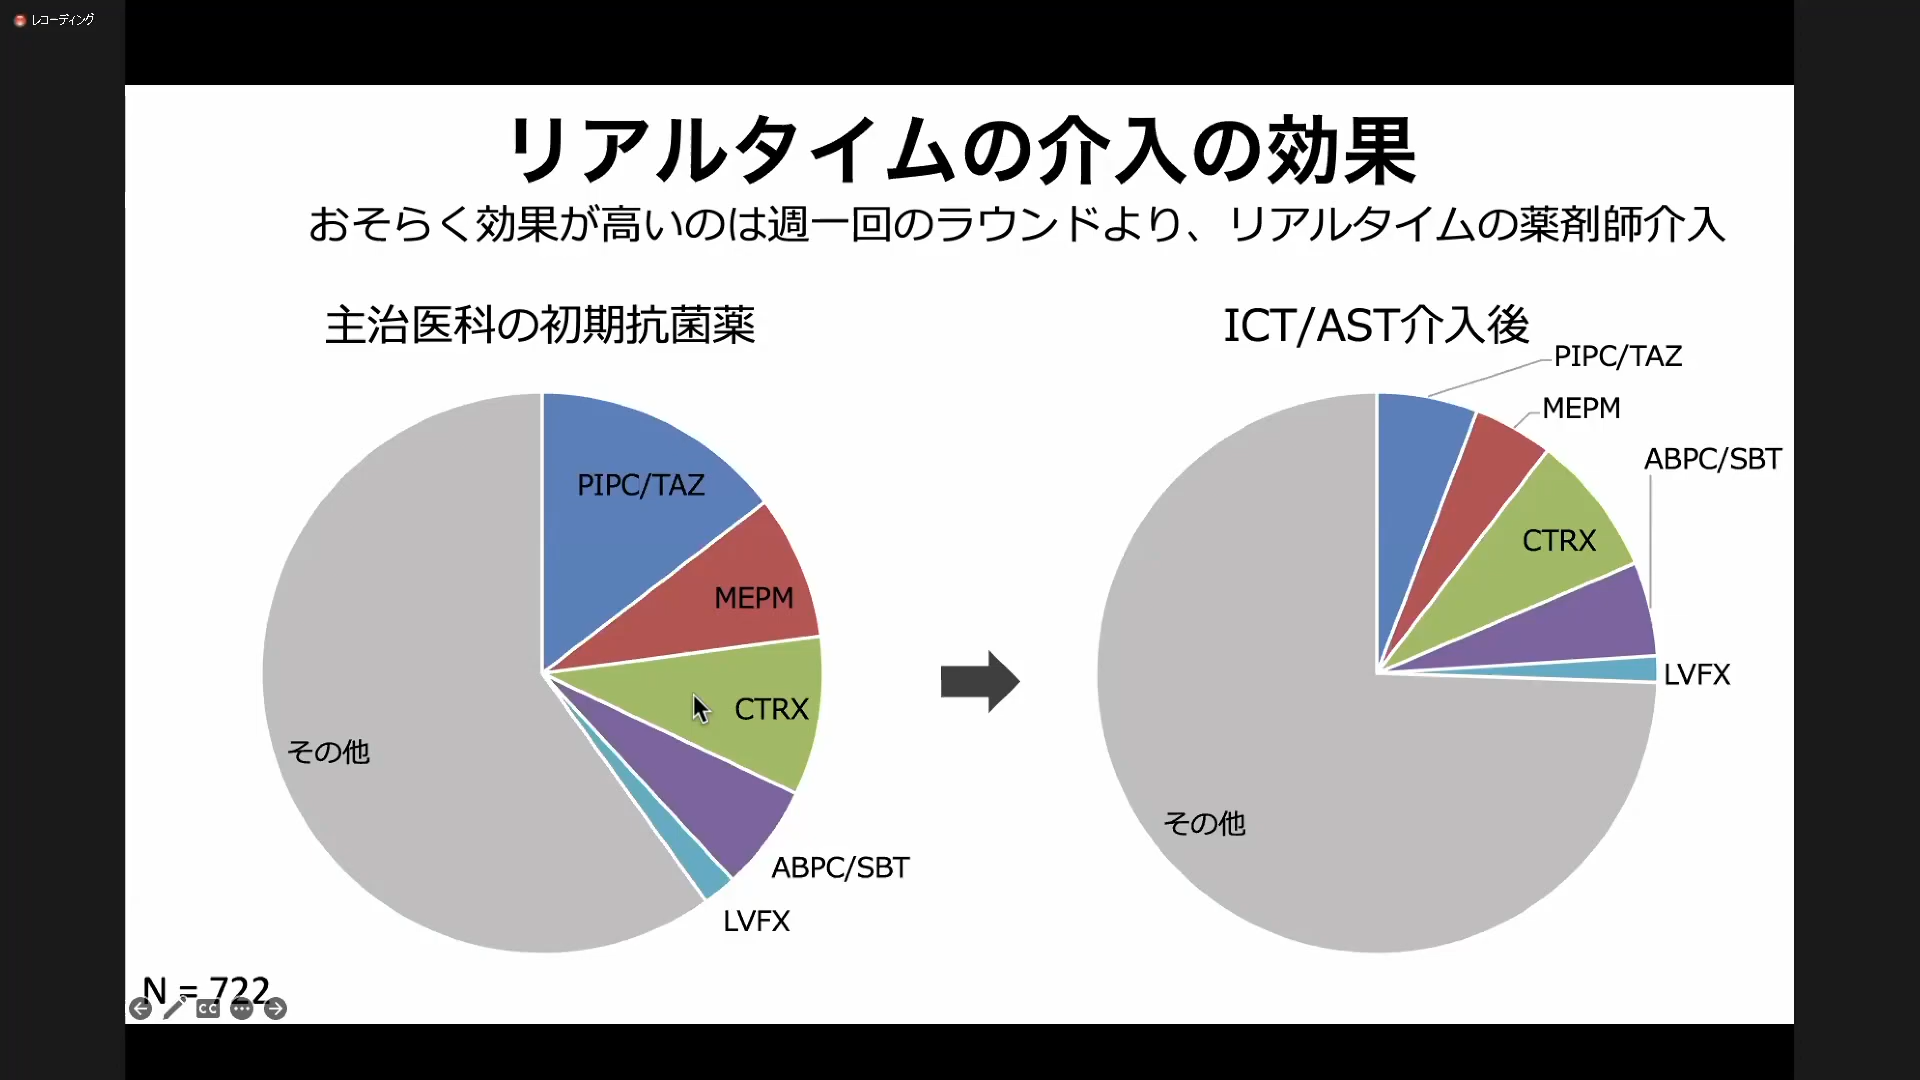 レコーディング
リアルタイムの介入の効果
おそらく効果が高いのは週一回のラウンドより、リアルタイムの薬剤師介入
主治医科の初期抗菌薬
PIPC/TAZ
MEPM
CTRX
ABPC/SBT
LVFX
その他
ICT/AST介入後
PIPC/TAZ
MEPM
ABPC/SBT
CTRX
LVFX
その他
N = 722
CC